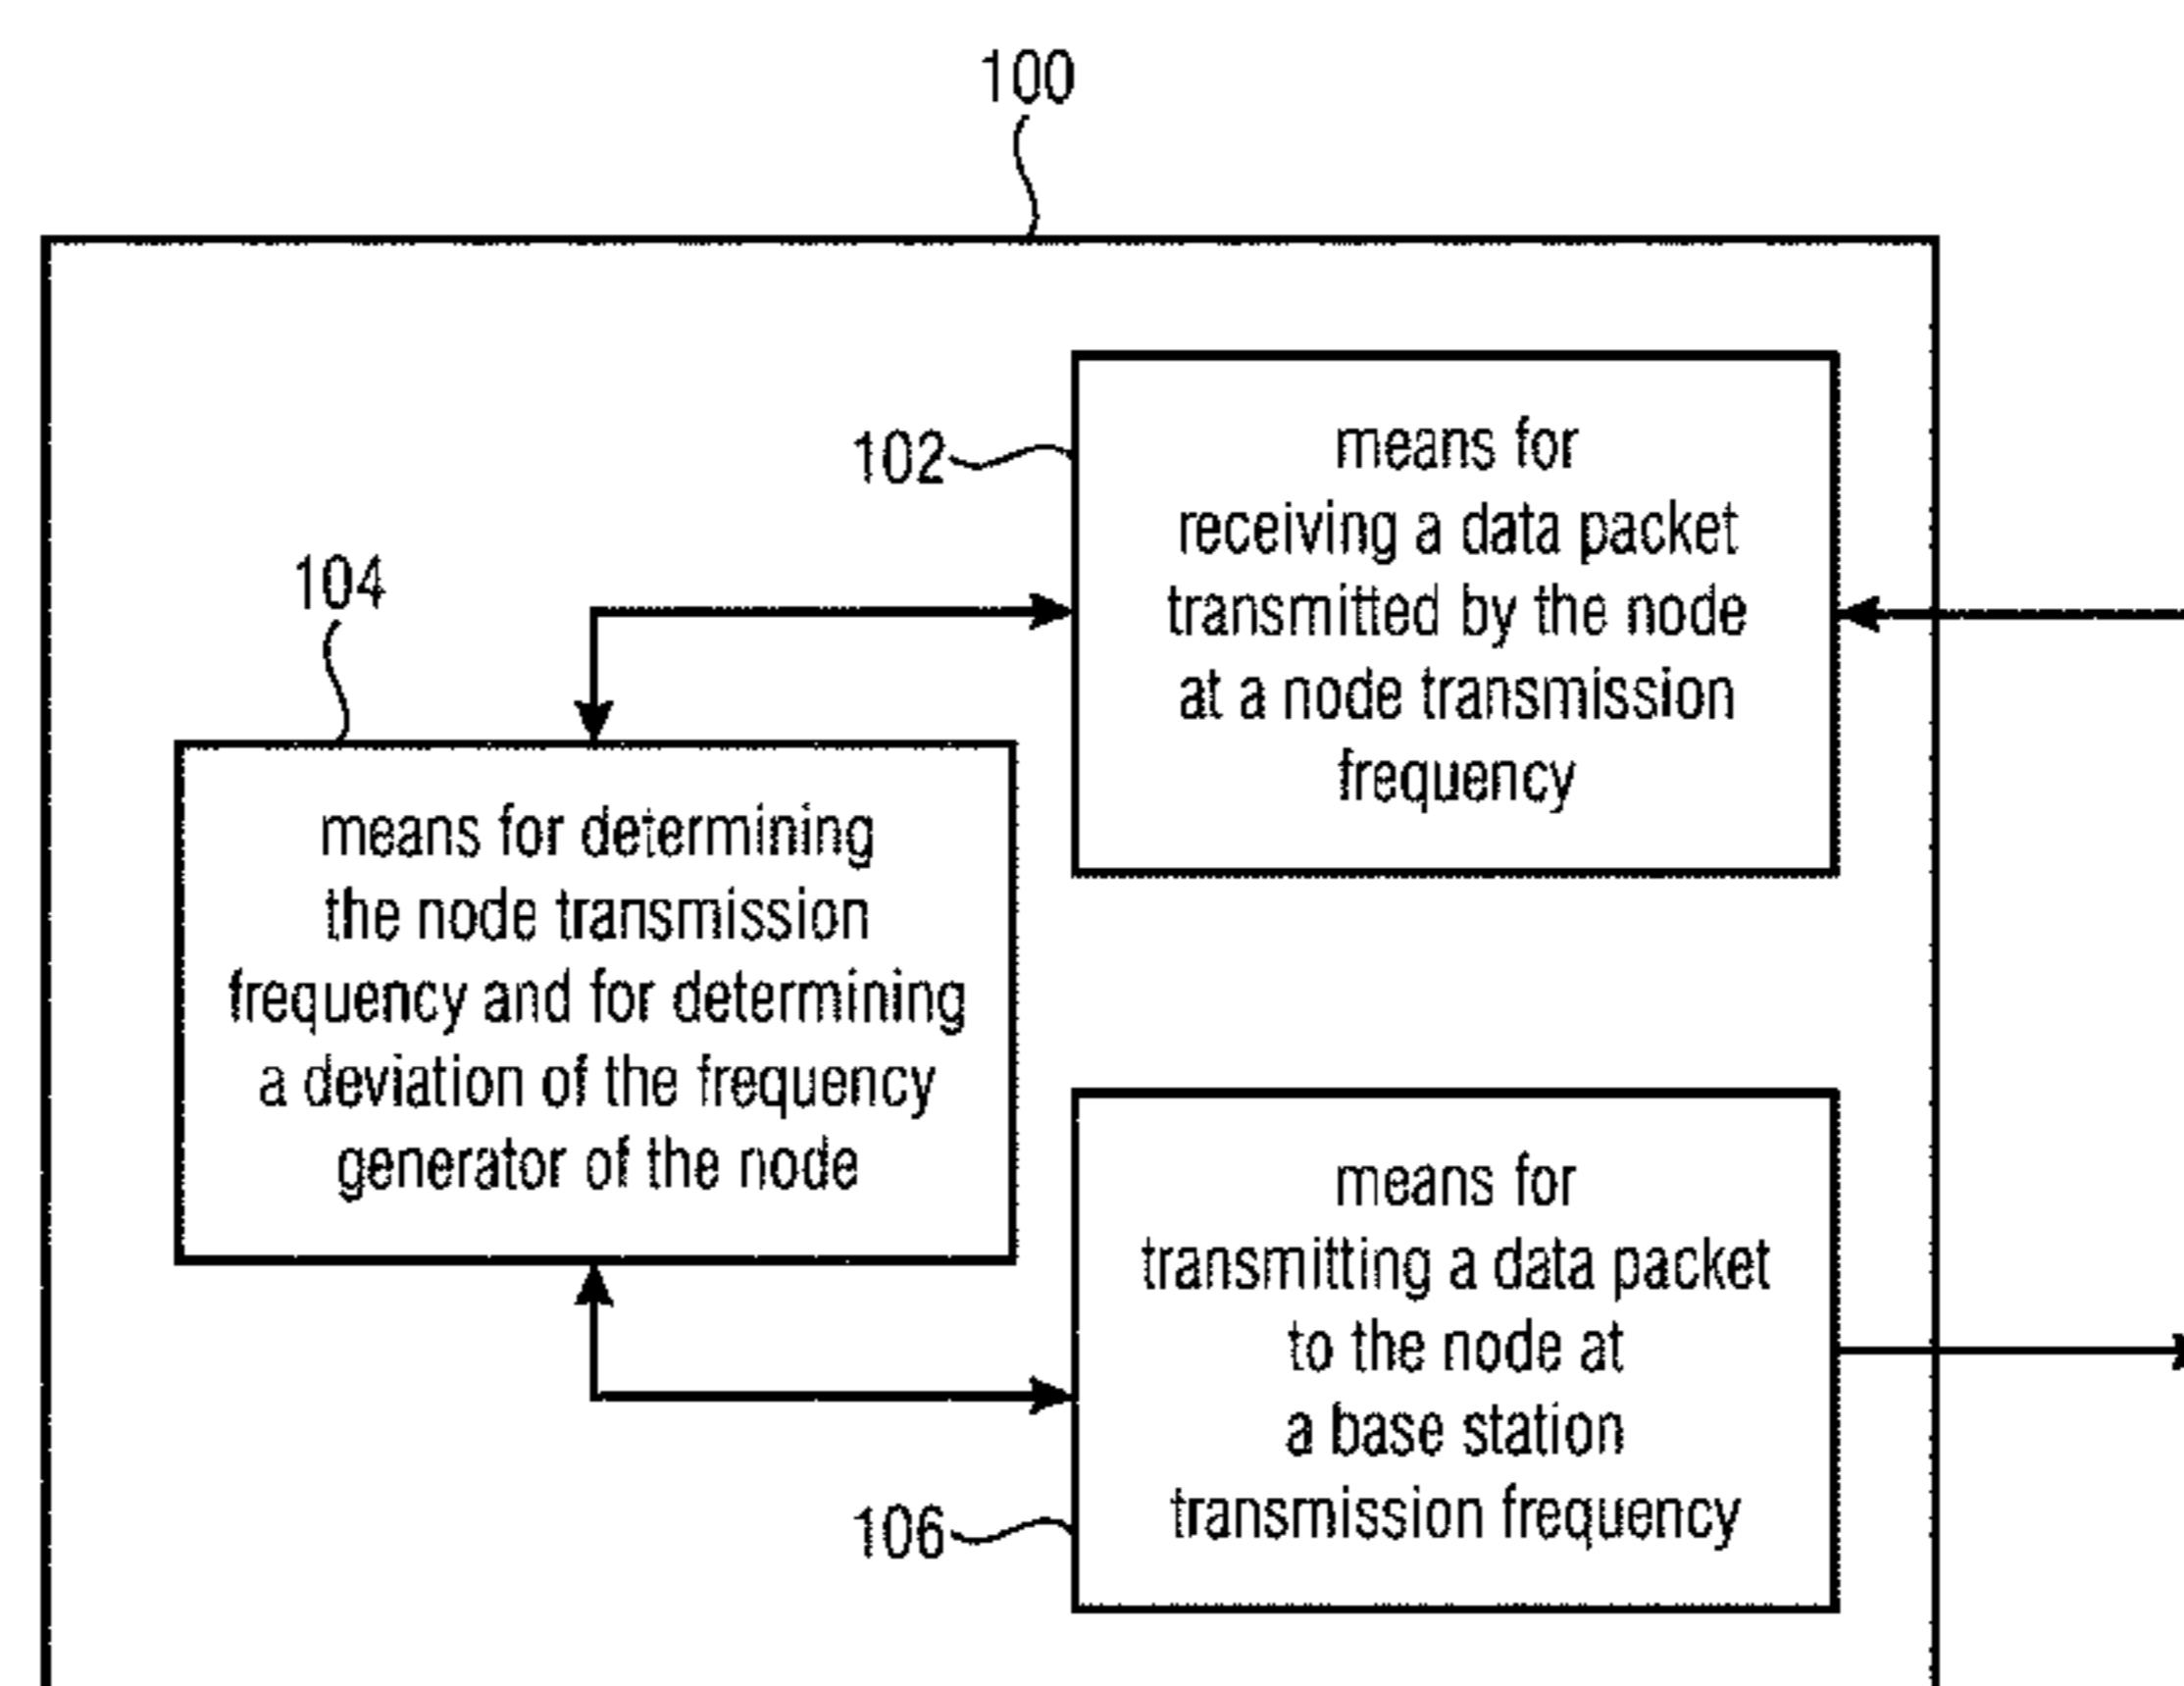 100
102
means for
receiving a data packet
transmitted by the node
at a node transmission
frequency
104
means for determining
the node transmission
frequency and for determining
a deviation of the frequency
generator of the node
means for
transmitting a data packet
to the node at
a base station
transmission frequency
106